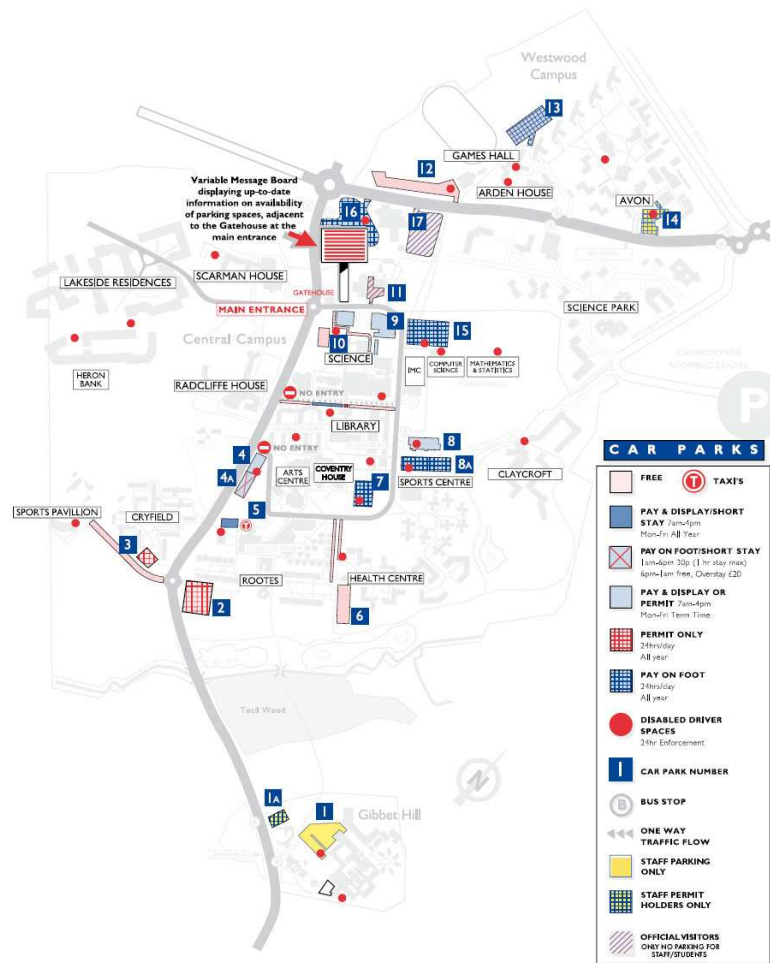 Westwood
Campus
13
GAMES HALL
12
ARDEN HOUSE
Variable Message Board
displaying up-to-date
information on availability
of parking spaces, adjacent
to the Gatehouse at the
main entrance
16
17
AVON
14
SCARMAN HOUSE
LAKESIDE RESIDENCES
GATEHOUSE
MAIN ENTRANCE
11
SCIENCE PARK
Central Campus
9
10
15
SCIENCE
IMC
COMPUTER
SCIENCE
MATHEMATICS
& STATISTICS
CANNON PARK
SHOPPING CENTRE
HERON
BANK
RADCLIFFE HOUSE
NO ENTRY
P
LIBRARY
4
NO ENTRY
8
4A
ARTS
CENTRE
COVENTRY
HOUSE
7
8A
SPORTS CENTRE
CLAYCROFT
SPORTS PAVILION
CRYFIELD
5
T
3
ROOTES
HEALTH CENTRE
2
6
Tocil Wood
N
1A
1
Gibbet Hill
CAR PARKS
FREE
T
TAXI'S
PAY & DISPLAY/SHORT
STAY 7am-4pm
Mon-Fri All Year
PAY ON FOOT/SHORT STAY
1am-6pm 30p (1 hr stay max)
6pm-1am free, Overstay £20
PAY & DISPLAY OR
PERMIT 7am-4pm
Mon-Fri Term Time
PERMIT ONLY
24hrs/day
All year
PAY ON FOOT
24hrs/day
All year
DISABLED DRIVER
SPACES
24hr Enforcement
1
CAR PARK NUMBER
B
BUS STOP
ONE WAY
TRAFFIC FLOW
STAFF PARKING
ONLY
STAFF PERMIT
HOLDERS ONLY
OFFICIAL VISITORS
ONLY NO PARKING FOR
STAFF/STUDENTS